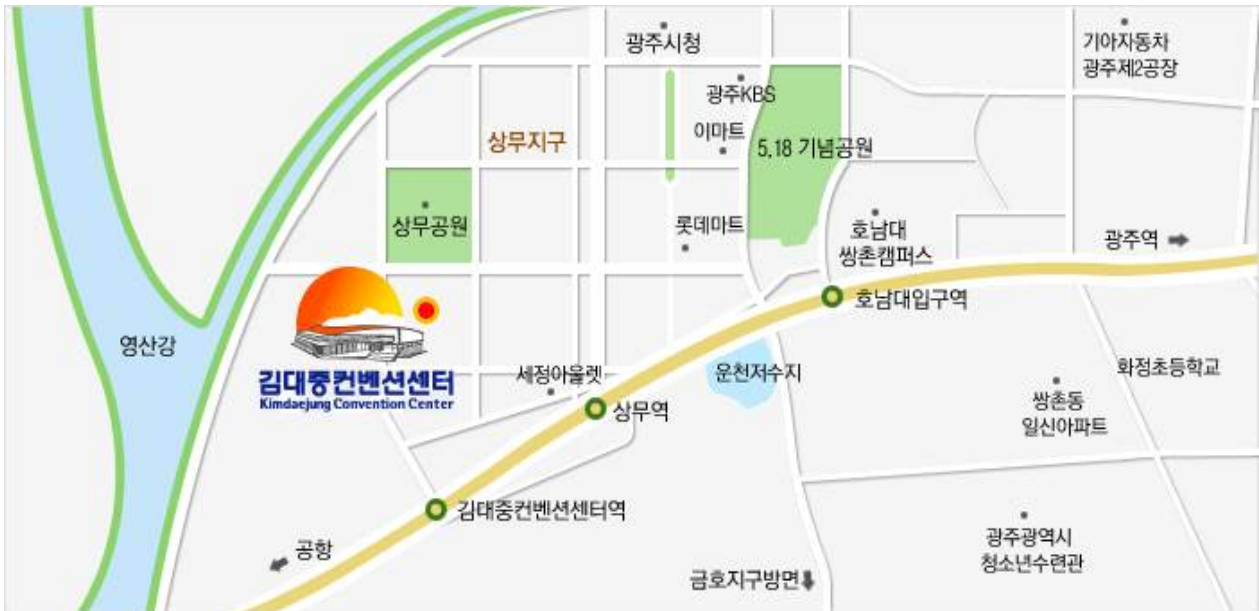 광주시청
기아자동차
광주제2공장
광주KBS
이마트
상무지구
5.18 기념공원
상무공원
롯데마트
호남대
쌍촌캠퍼스
광주역
호남대입구역
영산강
김대중컨벤션센터
Kimdaejung Convention Center
세정아울렛
운천저수지
화정초등학교
상무역
쌍촌동
일신아파트
김대중컨벤션센터역
광주광역시
청소년수련관
공항
금호지구방면